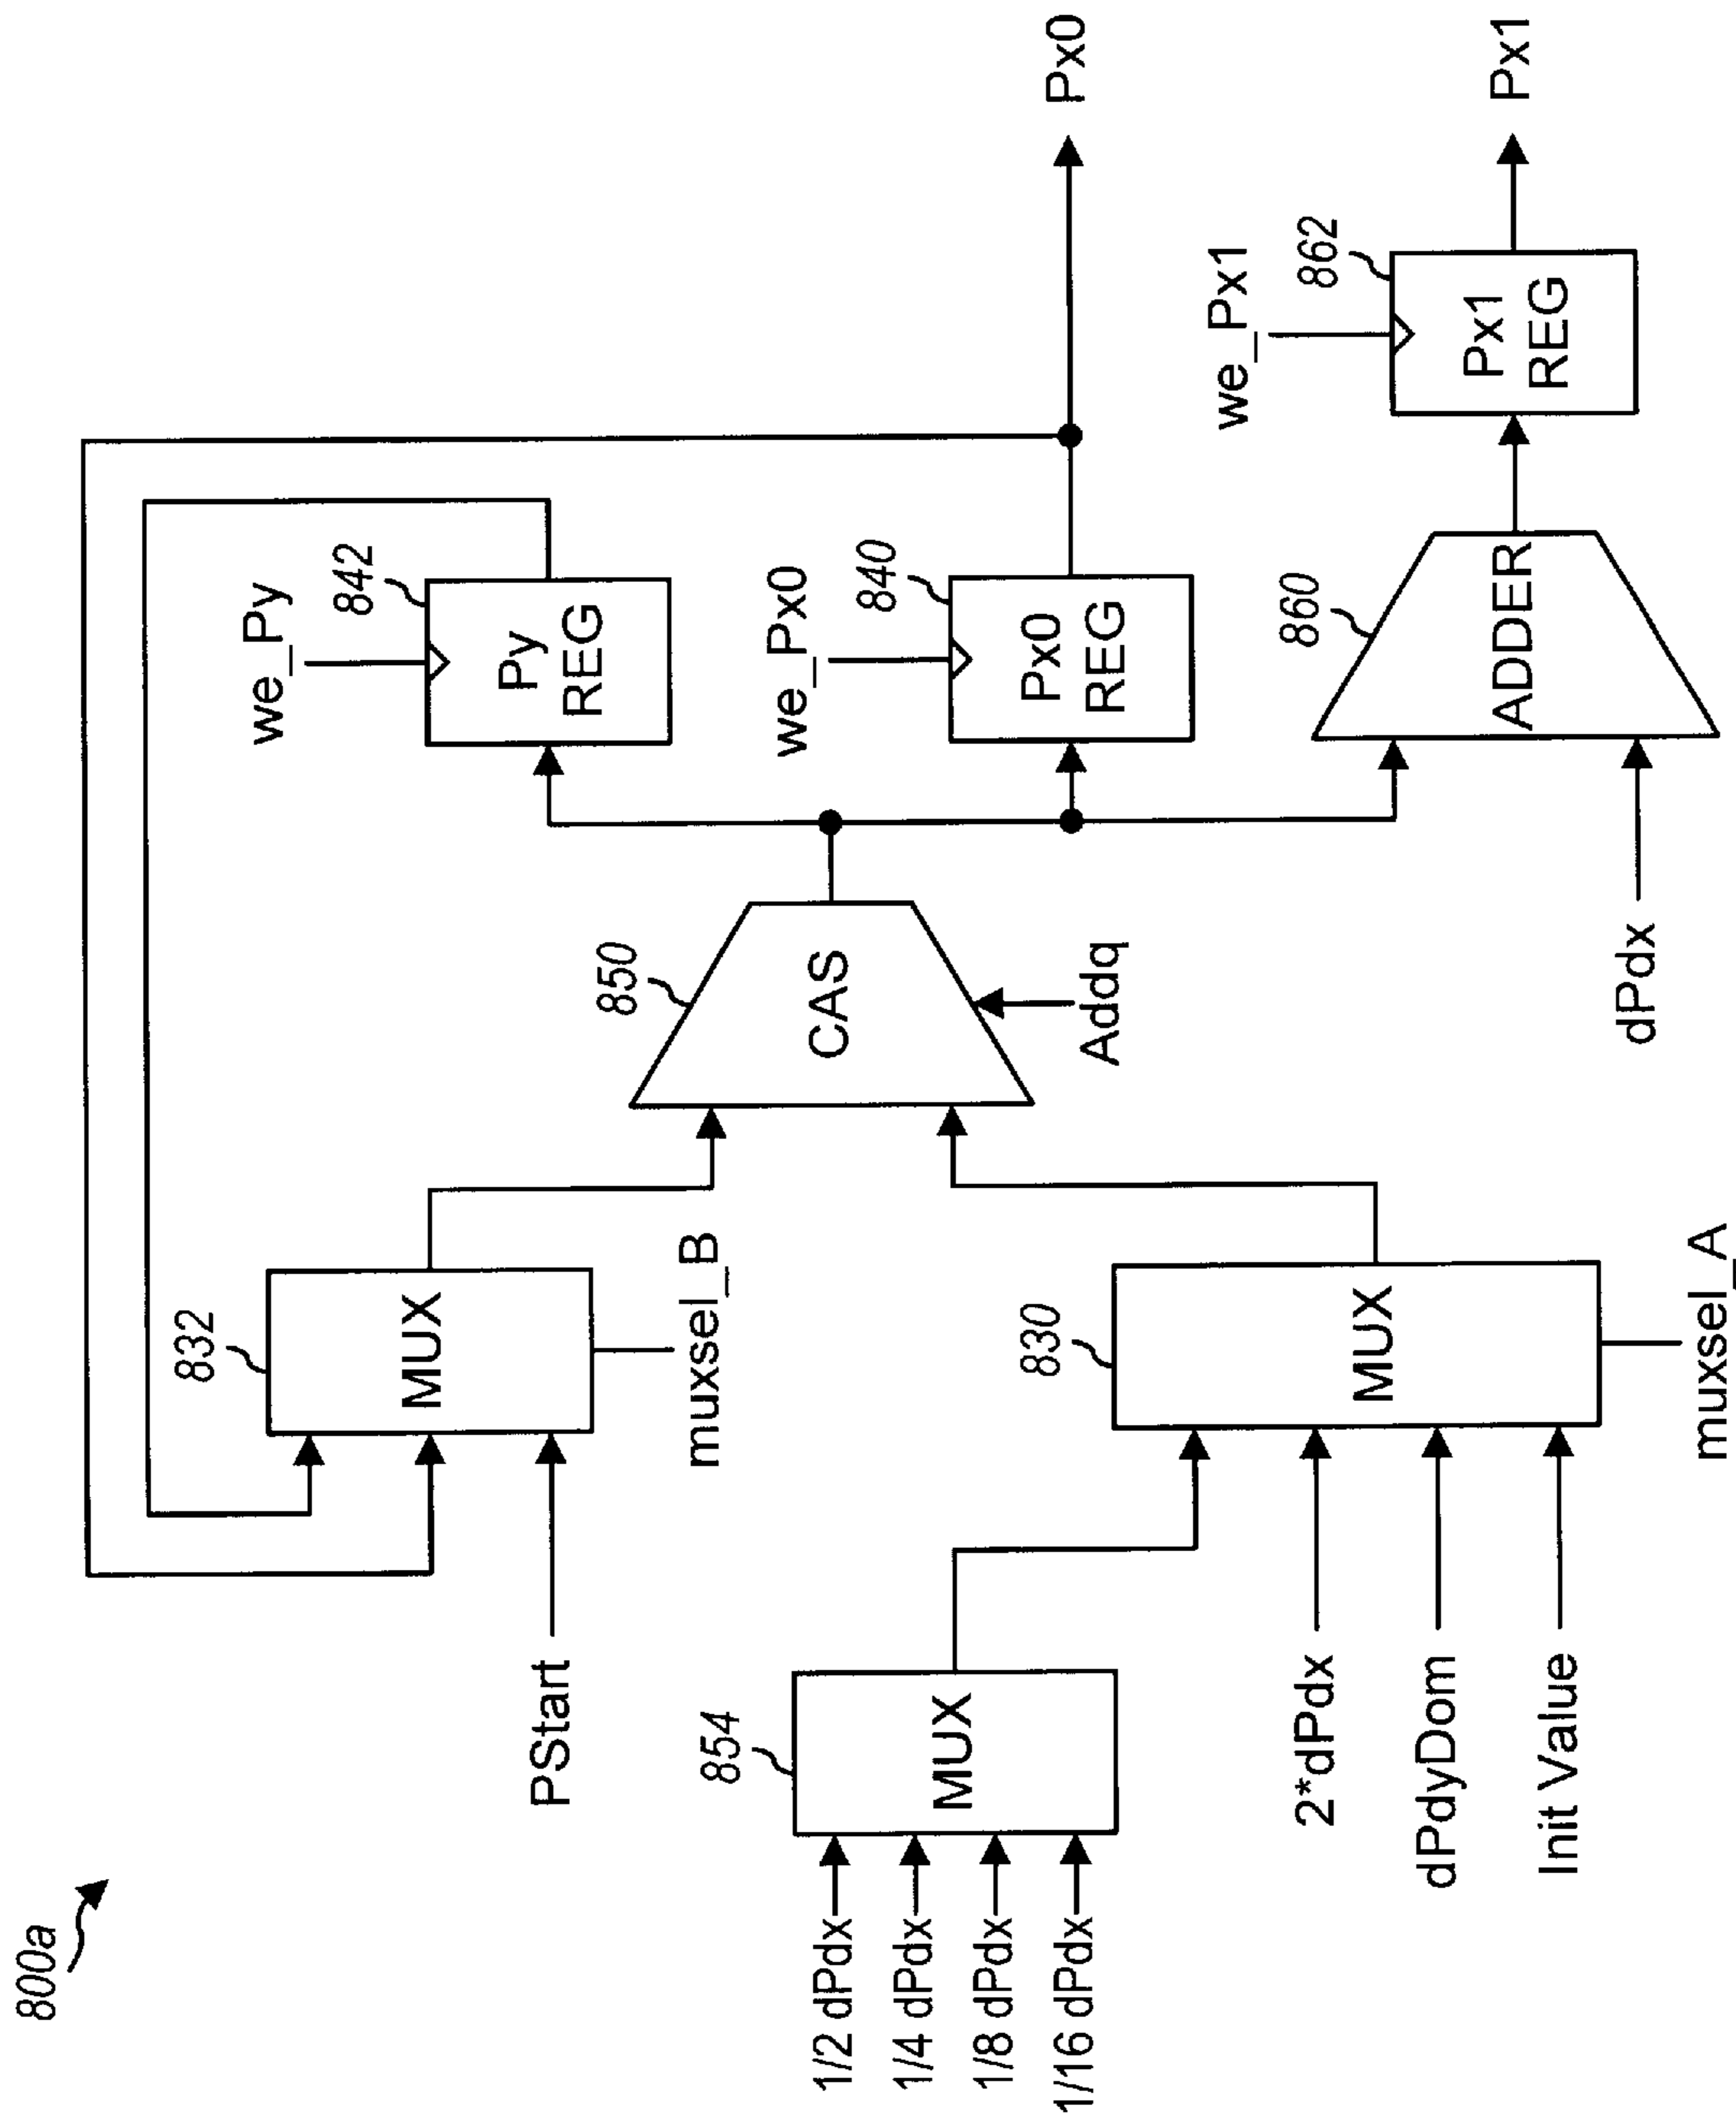 800a
832
MUX
muxsel_B
PStart
854
MUX
1/2 dPdx
1/4 dPdx
1/8 dPdx
1/16 dPdx
830
MUX
muxsel_A
2*dPdx
dPdyDom
Init Value
850
CAS
Addq
we_Py
842
Py
REG
we_Px0
840
Px0
REG
860
ADDER
dPdx
we_Px1
862
Px1
REG
Px0
Px1